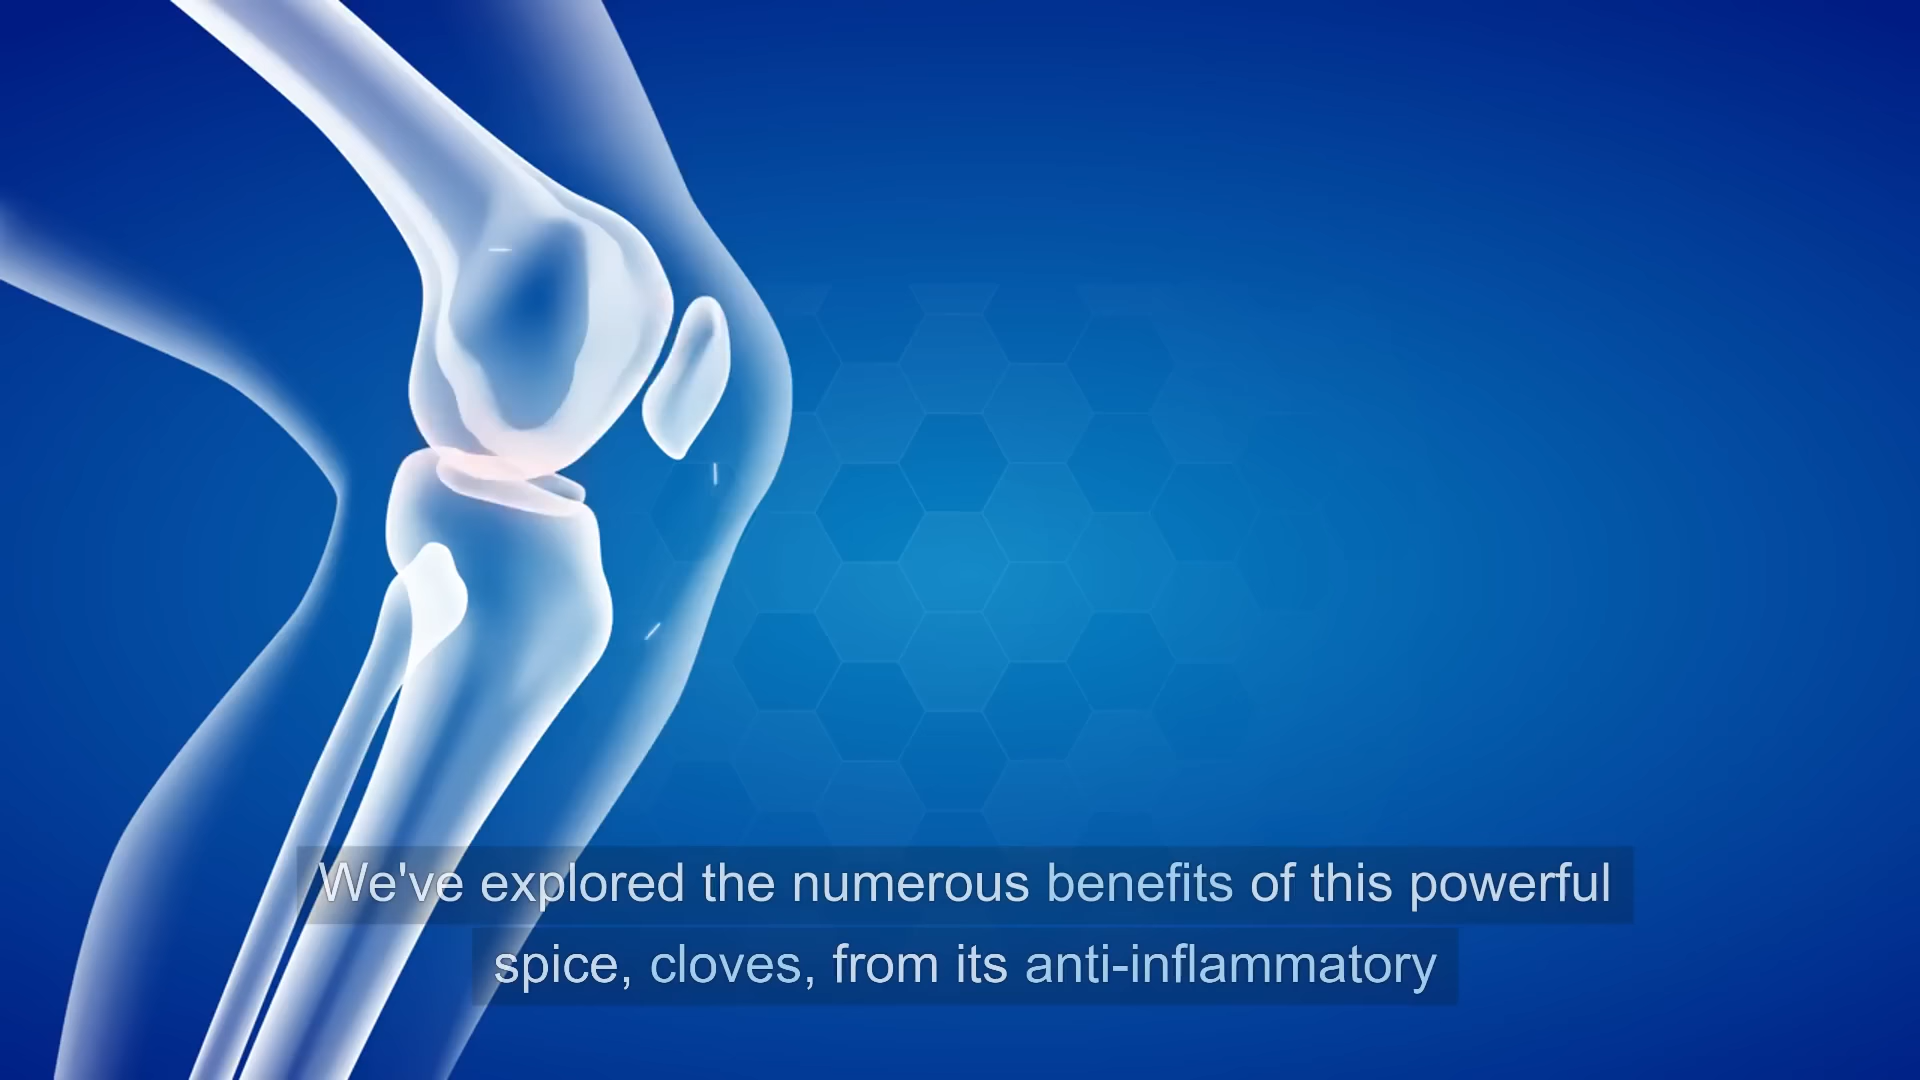 We've explored the numerous benefits of this powerful
spice, cloves, from its anti-inflammatory